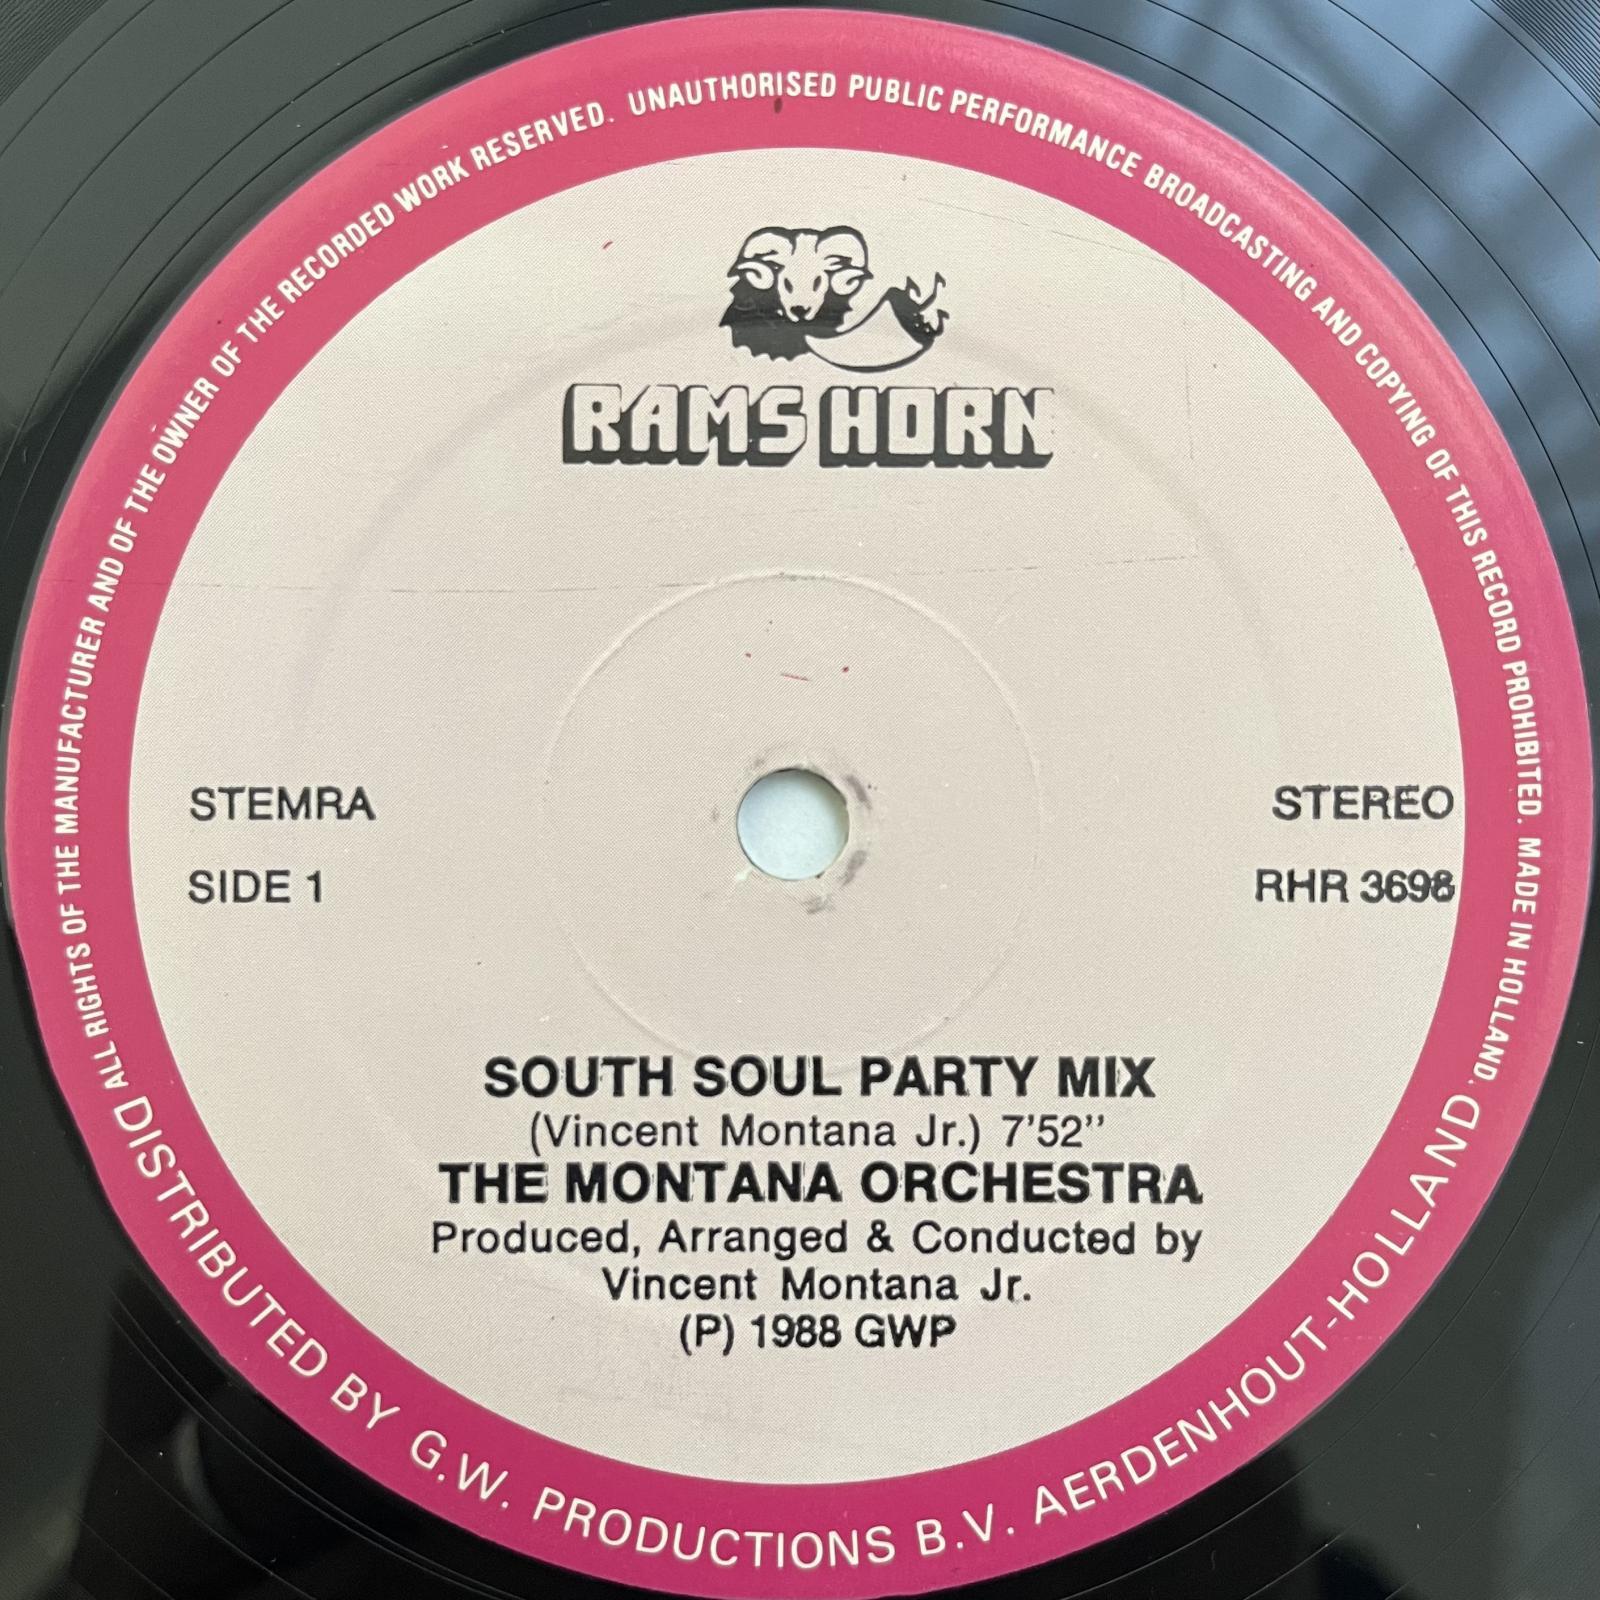 ALL RIGHTS OF THE MANUFACTURER AND OF THE OWNER OF THE RECORDED WORK RESERVED. UNAUTHORISED PUBLIC PERFORMANCE BROADCASTING AND COPYING OF THIS RECORD PROHIBITED. MADE IN HOLLAND.
RAMS HORN
STEMRA
STEREO
SIDE 1
RHR 3698
SOUTH SOUL PARTY MIX
(Vincent Montana Jr.) 7'52''
THE MONTANA ORCHESTRA
Produced, Arranged & Conducted by
Vincent Montana Jr.
(P) 1988 GWP
DISTRIBUTED BY G.W. PRODUCTIONS B.V. AERDENHOUT-HOLLAND